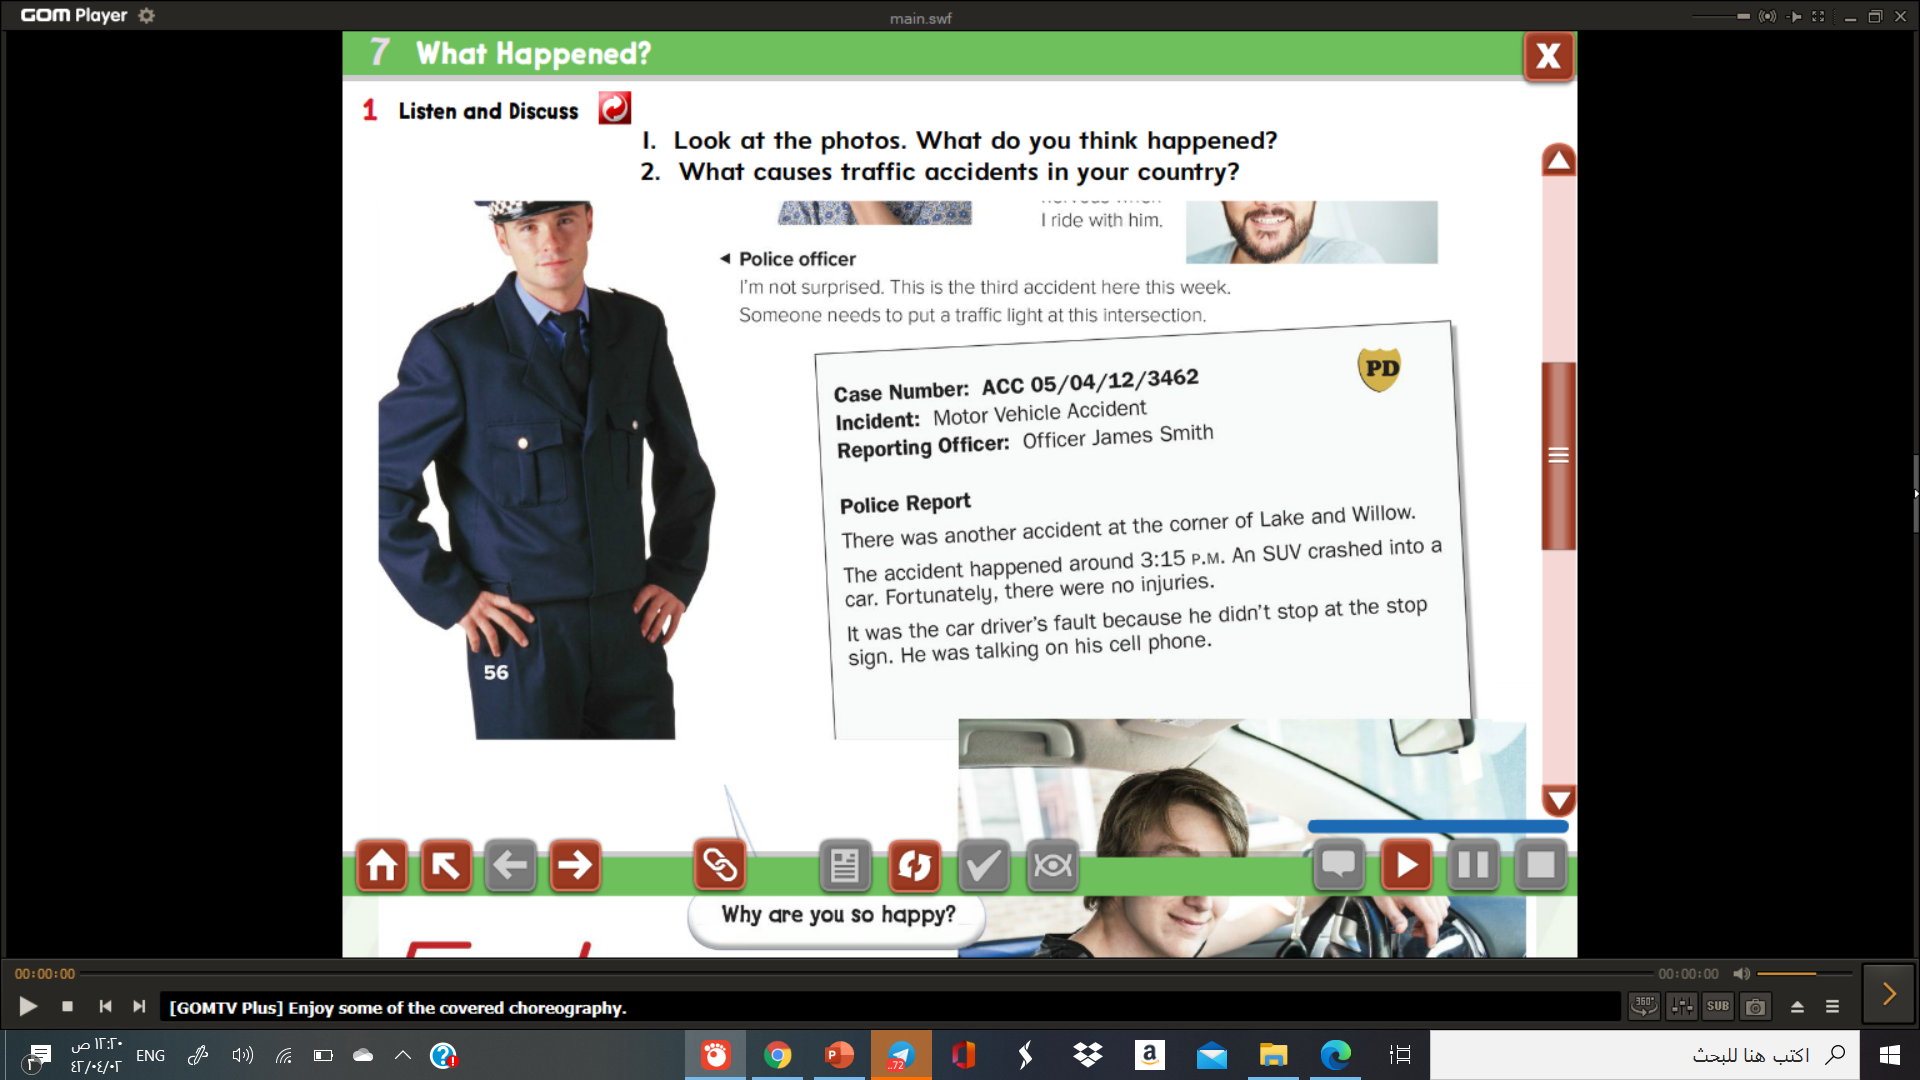 GOM Player
main.swf
7 What Happened?
X
1 Listen and Discuss
1. Look at the photos. What do you think happened?
2. What causes traffic accidents in your country?
I ride with him.
Police officer
I'm not surprised. This is the third accident here this week.
Someone needs to put a traffic light at this intersection.
PD
Case Number: ACC 05/04/12/3462
Incident: Motor Vehicle Accident
Reporting Officer: Officer James Smith
Police Report
There was another accident at the corner of Lake and Willow.
The accident happened around 3:15 P.M. An SUV crashed into a
car. Fortunately, there were no injuries.
It was the car driver's fault because he didn't stop at the stop
sign. He was talking on his cell phone.
56
Why are you so happy?
00:00:00
00:00:00
[GOMTV Plus] Enjoy some of the covered choreography.
360°
SUB
١٢:٢٠ ص
٤٢/٠٤/٠٢
ENG
..72
اكتب هنا للبحث